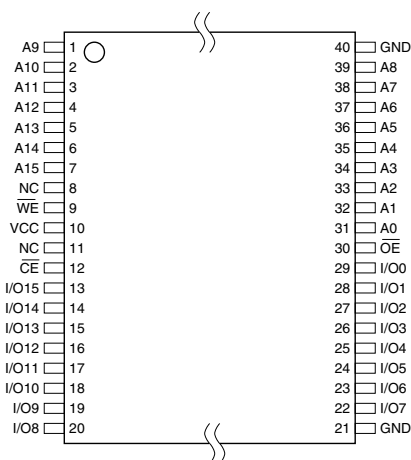 A9 1 40 GND
A10 2 39 A8
A11 3 38 A7
A12 4 37 A6
A13 5 36 A5
A14 6 35 A4
A15 7 34 A3
NC 8 33 A2
W̅E̅ 9 32 A1
VCC 10 31 A0
NC 11 30 O̅E̅
C̅E̅ 12 29 I/O0
I/O15 13 28 I/O1
I/O14 14 27 I/O2
I/O13 15 26 I/O3
I/O12 16 25 I/O4
I/O11 17 24 I/O5
I/O10 18 23 I/O6
I/O9 19 22 I/O7
I/O8 20 21 GND